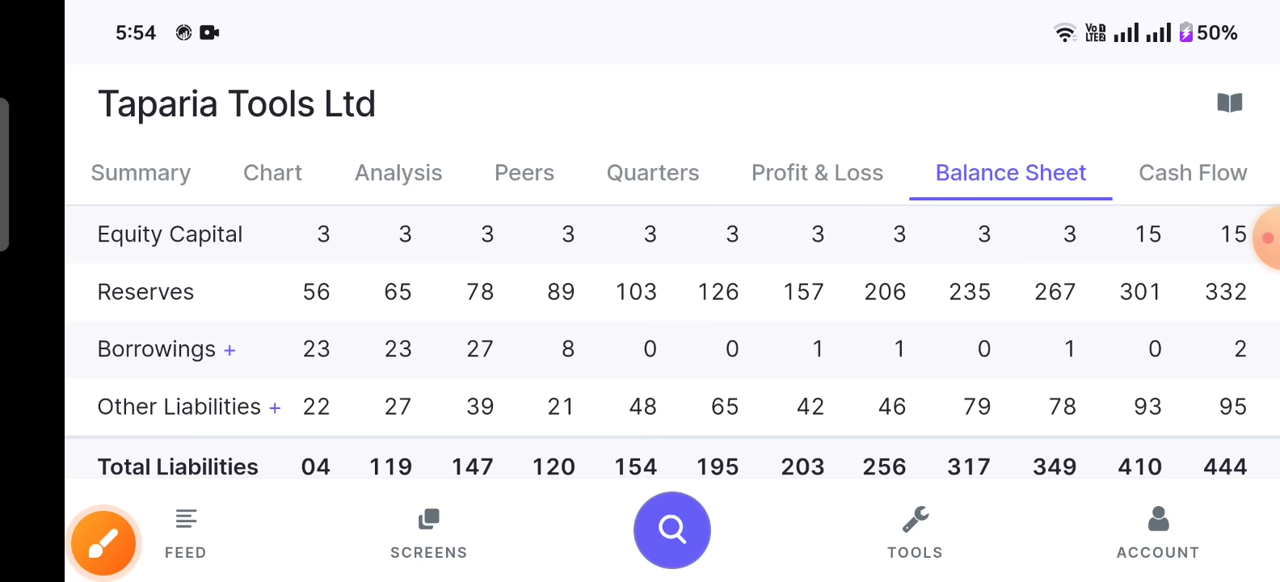 5:54 Vo LTE 2 50%
Taparia Tools Ltd
Summary Chart Analysis Peers Quarters Profit & Loss Balance Sheet Cash Flow
Equity Capital 3 3 3 3 3 3 3 3 3 3 15 15
Reserves 56 65 78 89 103 126 157 206 235 267 301 332
Borrowings + 23 23 27 8 0 0 1 1 0 1 0 2
Other Liabilities + 22 27 39 21 48 65 42 46 79 78 93 95
Total Liabilities 04 119 147 120 154 195 203 256 317 349 410 444
FEED SCREENS TOOLS ACCOUNT